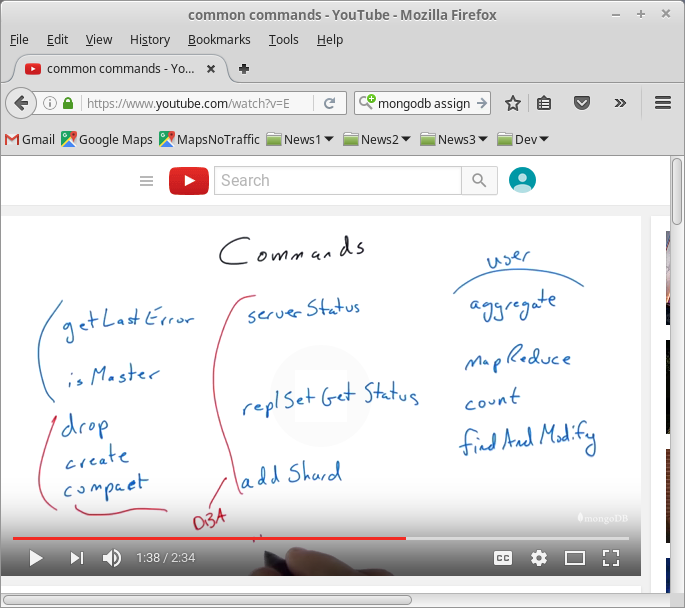 common commands - YouTube - Mozilla Firefox
File Edit View History Bookmarks Tools Help
common commands - Yo...
https://www.youtube.com/watch?v=E mongodb assign
Gmail Google Maps MapsNoTraffic News1 News2 News3 Dev
Search
Commands
user
getLastError
isMaster
drop
create
compact
serverStatus
replSetGetStatus
addShard
DBA
aggregate
mapReduce
count
findAndModify
mongoDB
1:38 / 2:34
CC